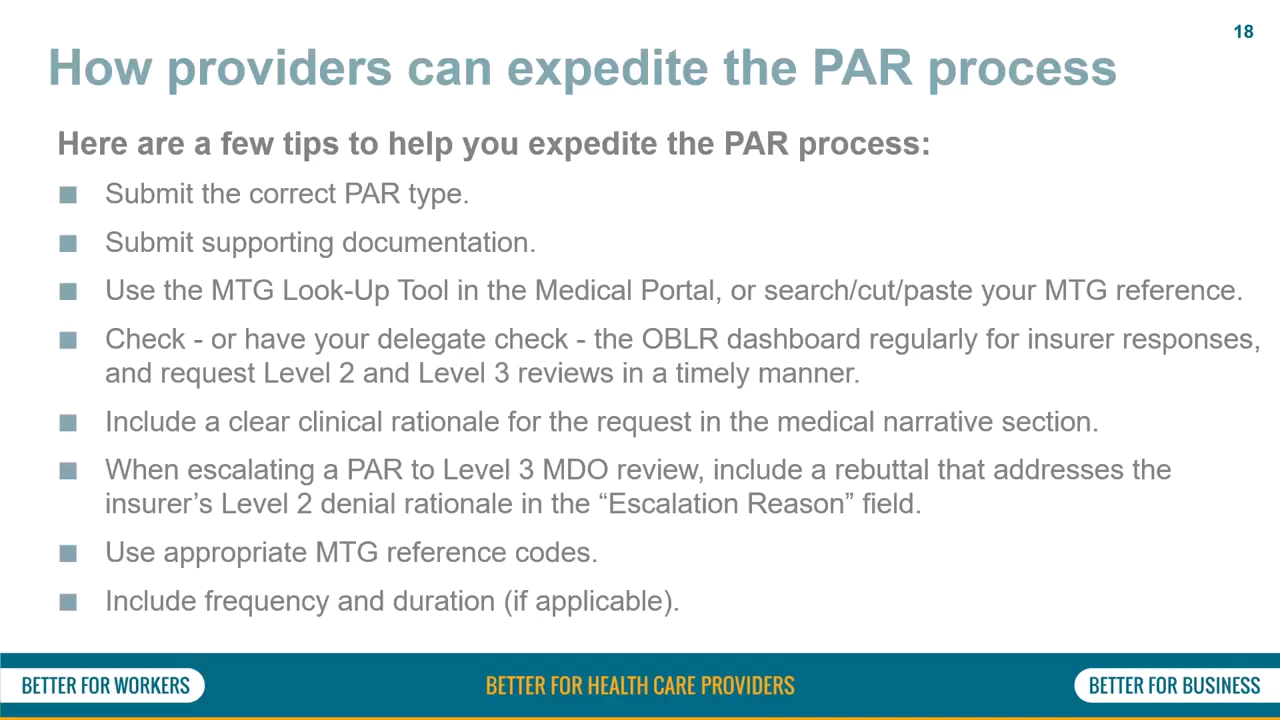 18
How providers can expedite the PAR process
Here are a few tips to help you expedite the PAR process:
Submit the correct PAR type.
Submit supporting documentation.
Use the MTG Look-Up Tool in the Medical Portal, or search/cut/paste your MTG reference.
Check - or have your delegate check - the OBLR dashboard regularly for insurer responses,
and request Level 2 and Level 3 reviews in a timely manner.
Include a clear clinical rationale for the request in the medical narrative section.
When escalating a PAR to Level 3 MDO review, include a rebuttal that addresses the
insurer’s Level 2 denial rationale in the “Escalation Reason” field.
Use appropriate MTG reference codes.
Include frequency and duration (if applicable).
BETTER FOR WORKERS
BETTER FOR HEALTH CARE PROVIDERS
BETTER FOR BUSINESS